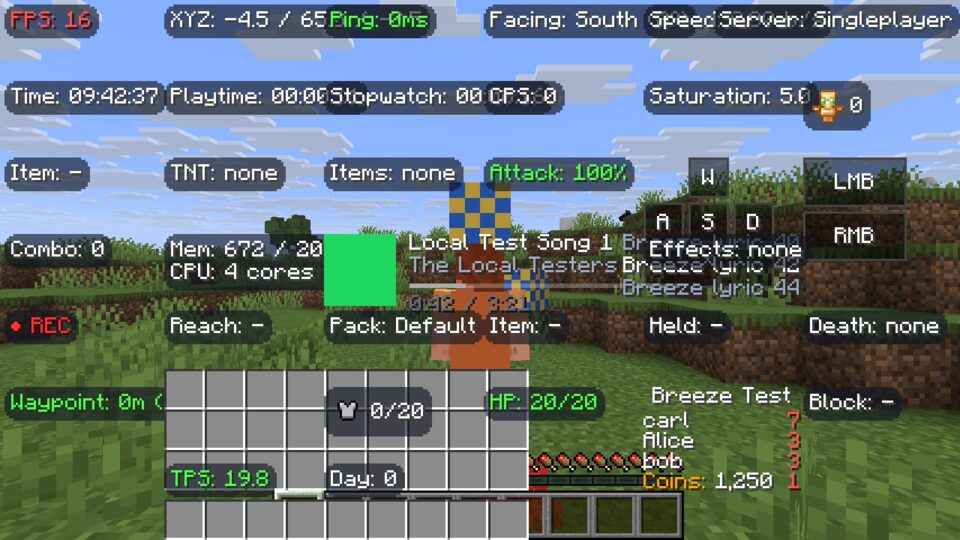 FPS: 16
XYZ: -4.5 / 65
Ping: 0ms
Facing: South
Speed
Server: Singleplayer
Time: 09:42:37
Playtime: 00:00
Stopwatch: 00
CPS: 0
Saturation: 5.0
0
Item: -
TNT: none
Items: none
Attack: 100%
W
LMB
A S D
RMB
Combo: 0
Mem: 672 / 20
CPU: 4 cores
Local Test Song 1
The Local Testers
0:42 / 3:21
Breeze lyric
Effects: none
Breeze lyric
Breeze lyric 44
REC
Reach: -
Pack: Default
Item: -
Held: -
Death: none
Waypoint: 0m (
0/20
HP: 20/20
Breeze Test
Block: -
carl 7
Alice 3
bob 3
Coins: 1,250 1
TPS: 19.8
Day: 0